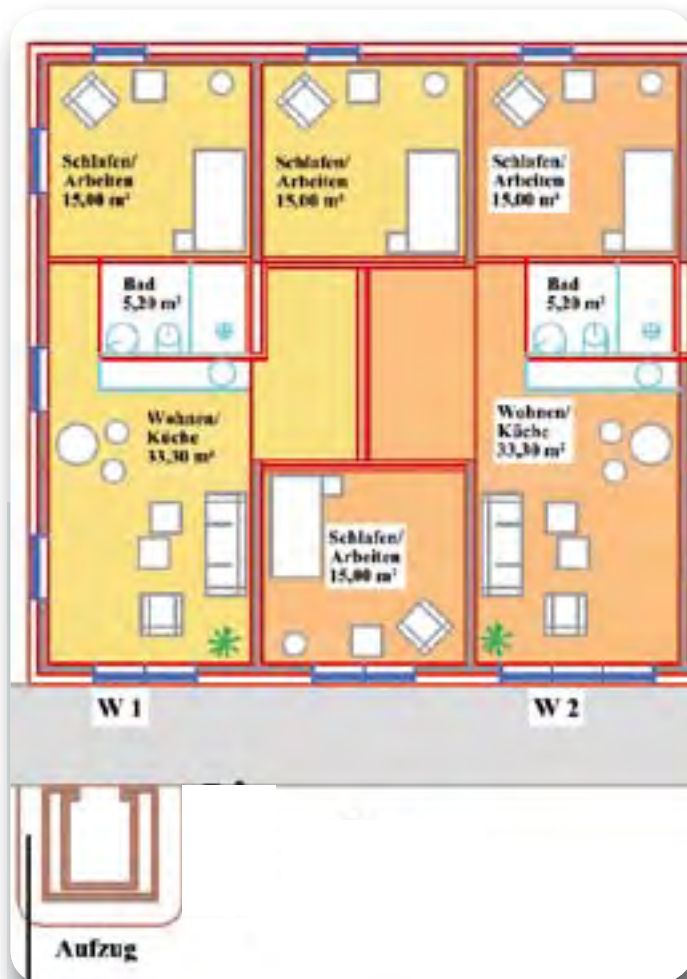 Schlafen/
Arbeiten
15,00 m²
Schlafen/
Arbeiten
15,00 m²
Schlafen/
Arbeiten
15,00 m²
Bad
5,20 m²
Bad
5,20 m²
Wohnen/
Küche
33,30 m²
Wohnen/
Küche
33,30 m²
Schlafen/
Arbeiten
15,00 m²
W 1
W 2
Aufzug